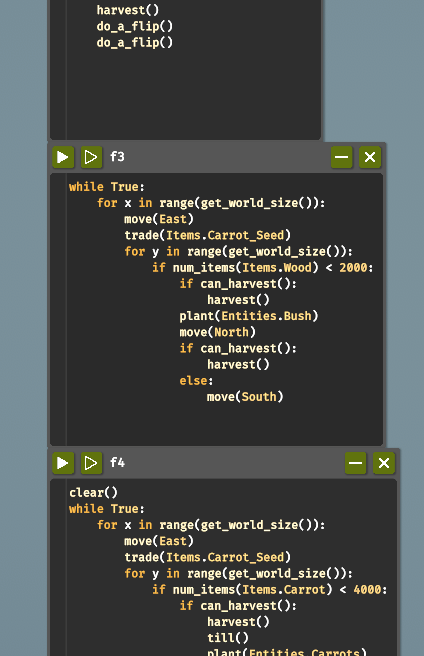 harvest()
do_a_flip()
do_a_flip()
f3
while True:
for x in range(get_world_size()):
move(East)
trade(Items.Carrot_Seed)
for y in range(get_world_size()):
if num_items(Items.Wood) < 2000:
if can_harvest():
harvest()
plant(Entities.Bush)
move(North)
if can_harvest():
harvest()
else:
move(South)
f4
clear()
while True:
for x in range(get_world_size()):
move(East)
trade(Items.Carrot_Seed)
for y in range(get_world_size()):
if num_items(Items.Carrot) < 4000:
if can_harvest():
harvest()
till()
plant(Entities.Carrots)